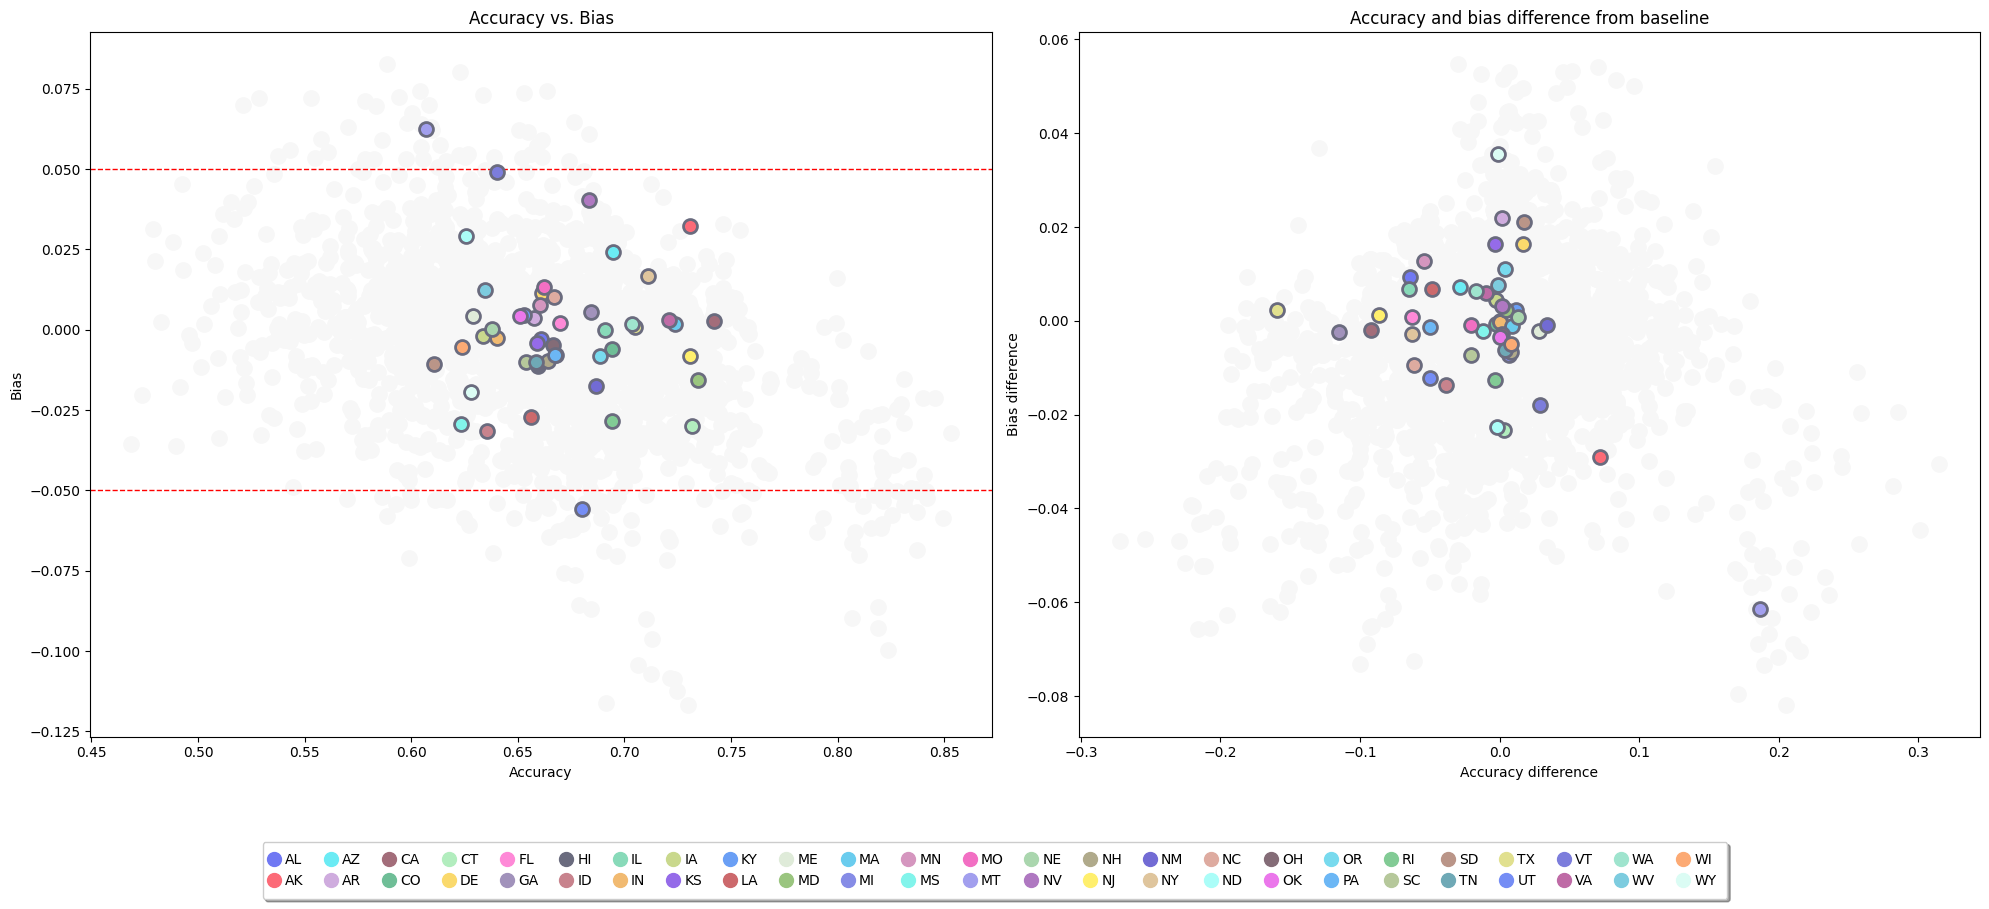 Accuracy vs. Bias
0.075
0.050
0.025
0.000
−0.025
−0.050
−0.075
−0.100
−0.125
Bias
0.45 0.50 0.55 0.60 0.65 0.70 0.75 0.80 0.85
Accuracy
Accuracy and bias difference from baseline
0.06
0.04
0.02
0.00
−0.02
−0.04
−0.06
−0.08
Bias difference
−0.3 −0.2 −0.1 0.0 0.1 0.2 0.3
Accuracy difference
AL AZ CA CT FL HI IL IA KY ME MA MN MO NE NH NM NC OH OR RI SD TX VT WA WI
AK AR CO DE GA ID IN KS LA MD MI MS MT NV NJ NY ND OK PA SC TN UT VA WV WY